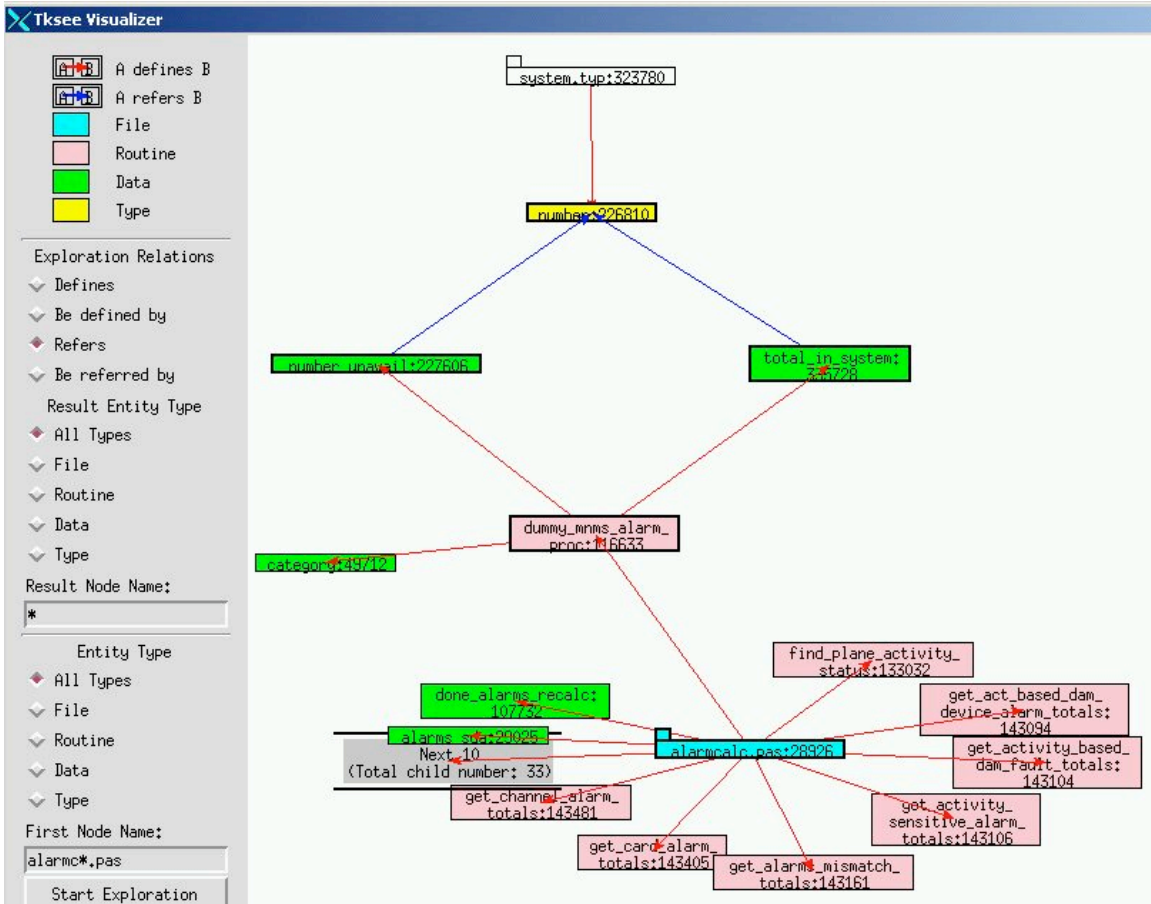 Tksee Visualizer
A B A defines B
A B A refers B
File
Routine
Data
Type
Exploration Relations
Defines
Be defined by
Refers
Be referred by
Result Entity Type
All Types
File
Routine
Data
Type
Result Node Name:
*
Entity Type
All Types
File
Routine
Data
Type
First Node Name:
alarmc*.pas
Start Exploration
system.typ:323780
number:226810
number_unavail:227606
total_in_system:
335728
dummy_mnms_alarm_
proc:116633
category:49712
find_plane_activity_
status:133032
done_alarms_recalc:
107732
get_act_based_dam_
device_alarm_totals:
143094
alarms_sda:29025
alarmcalc.pas:28926
Next 10
(Total child number: 33)
get_activity_based_
dam_fault_totals:
143104
get_channel_alarm_
totals:143481
get_activity_
sensitive_alarm_
totals:143106
get_card_alarm_
totals:143405
get_alarms_mismatch_
totals:143161